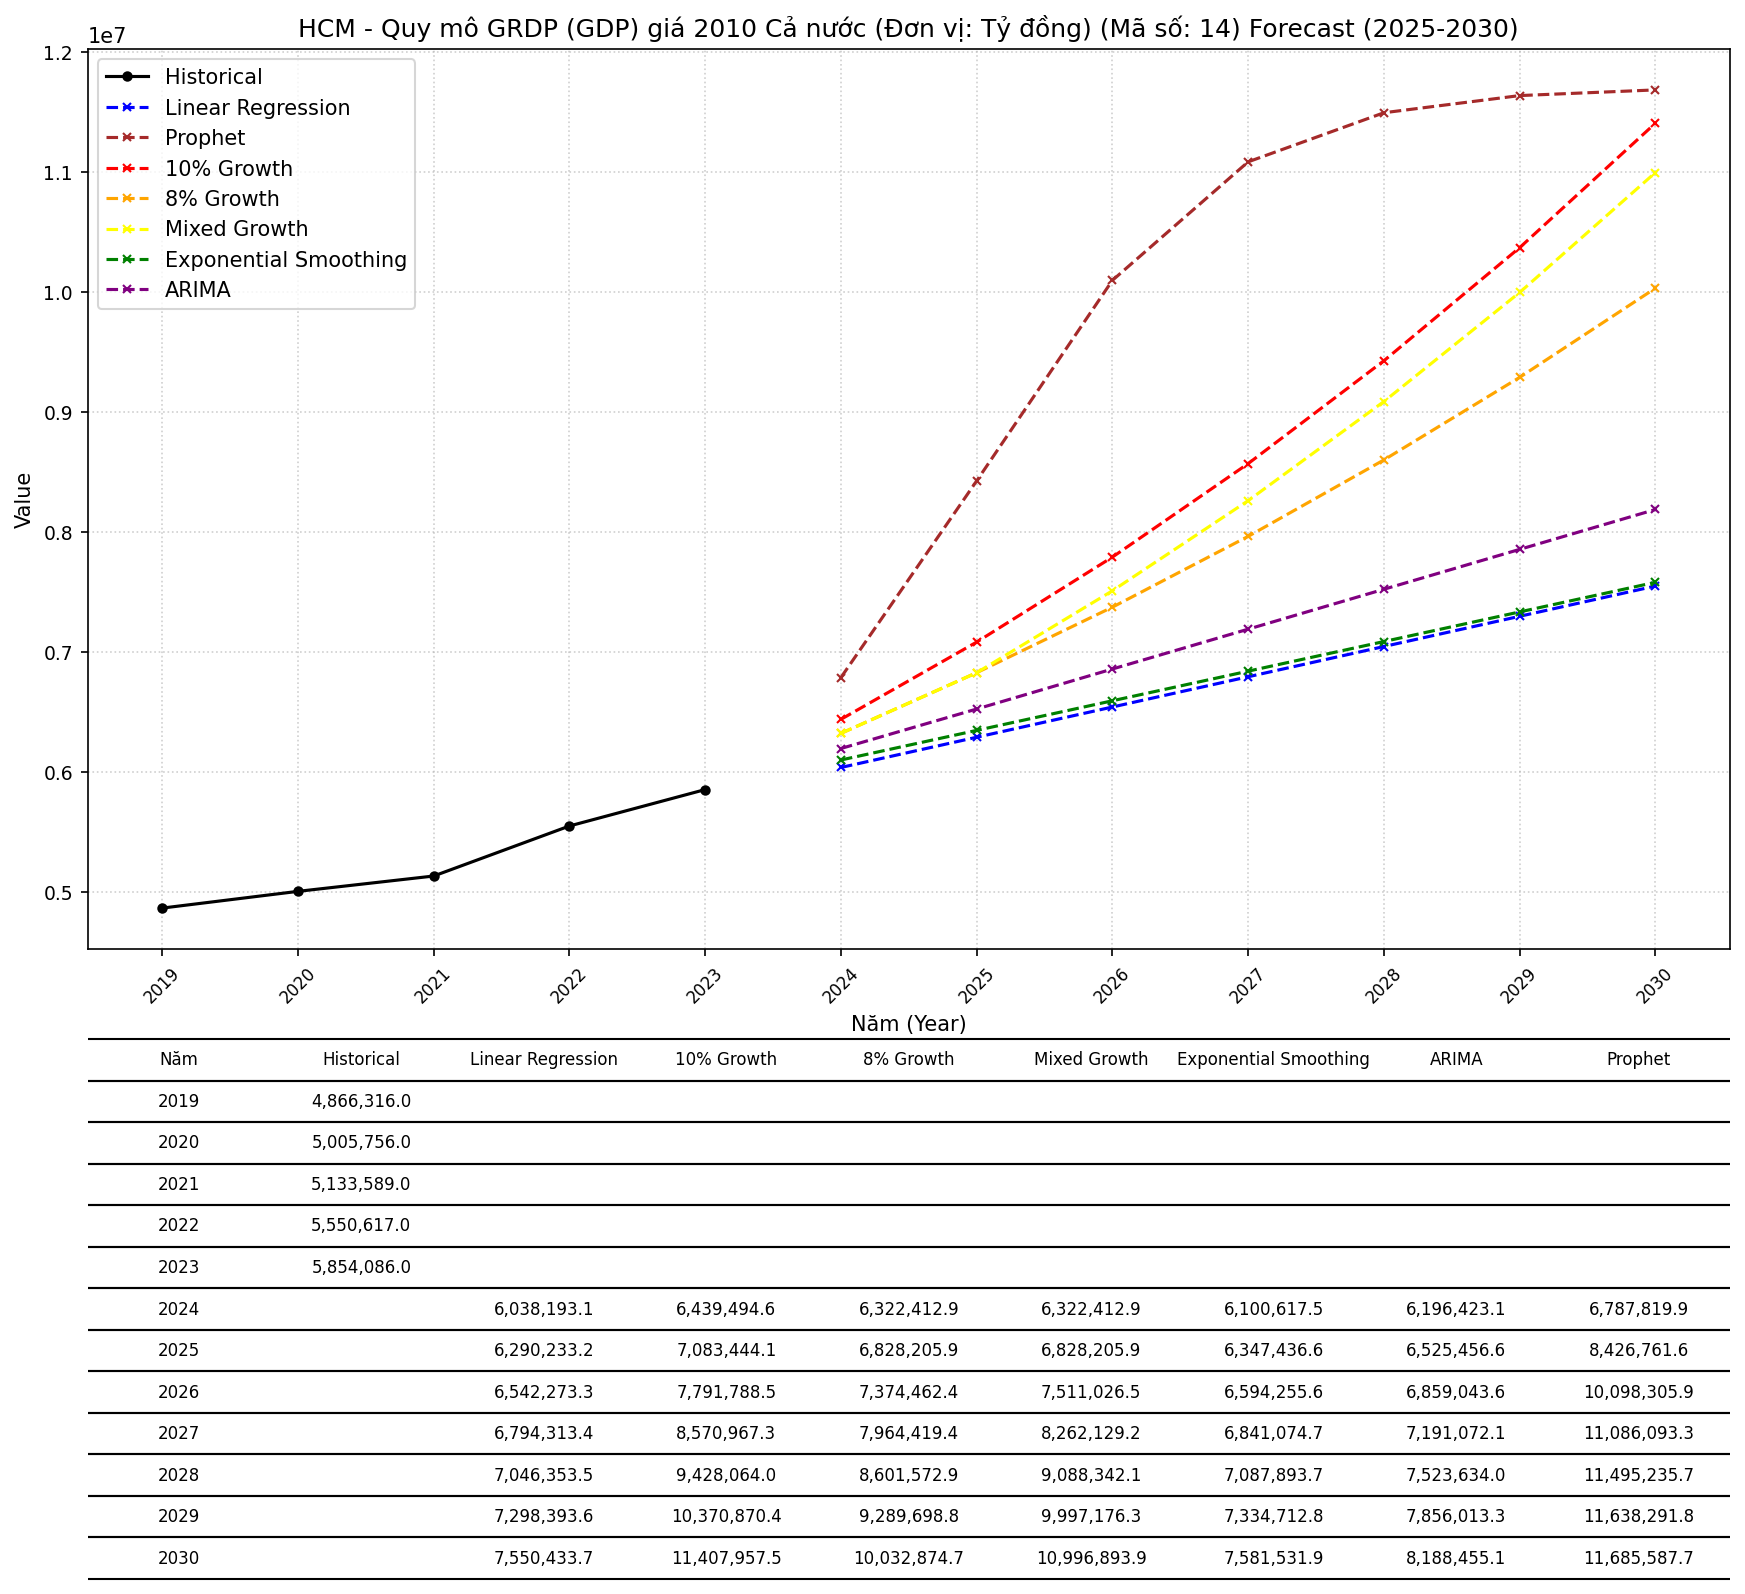 HCM - Quy mô GRDP (GDP) giá 2010 Cả nước (Đơn vị: Tỷ đồng) (Mã số: 14) Forecast (2025-2030)
1e7
1.2
1.1
1.0
0.9
0.8
0.7
0.6
0.5
Value
Historical
Linear Regression
Prophet
10% Growth
8% Growth
Mixed Growth
Exponential Smoothing
ARIMA
2019 2020 2021 2022 2023 2024 2025 2026 2027 2028 2029 2030
Năm (Year)
Năm Historical Linear Regression 10% Growth 8% Growth Mixed Growth Exponential Smoothing ARIMA Prophet
2019 4,866,316.0
2020 5,005,756.0
2021 5,133,589.0
2022 5,550,617.0
2023 5,854,086.0
2024 6,038,193.1 6,439,494.6 6,322,412.9 6,322,412.9 6,100,617.5 6,196,423.1 6,787,819.9
2025 6,290,233.2 7,083,444.1 6,828,205.9 6,828,205.9 6,347,436.6 6,525,456.6 8,426,761.6
2026 6,542,273.3 7,791,788.5 7,374,462.4 7,511,026.5 6,594,255.6 6,859,043.6 10,098,305.9
2027 6,794,313.4 8,570,967.3 7,964,419.4 8,262,129.2 6,841,074.7 7,191,072.1 11,086,093.3
2028 7,046,353.5 9,428,064.0 8,601,572.9 9,088,342.1 7,087,893.7 7,523,634.0 11,495,235.7
2029 7,298,393.6 10,370,870.4 9,289,698.8 9,997,176.3 7,334,712.8 7,856,013.3 11,638,291.8
2030 7,550,433.7 11,407,957.5 10,032,874.7 10,996,893.9 7,581,531.9 8,188,455.1 11,685,587.7